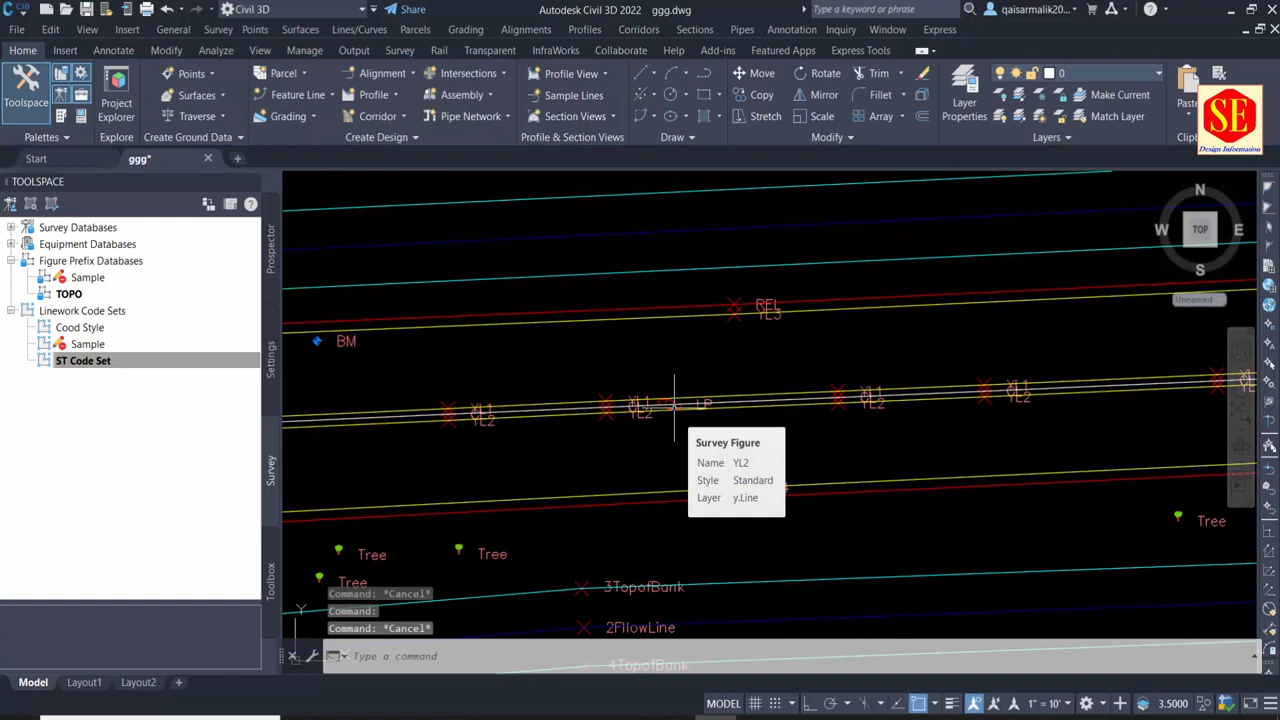 Civil 3D
Share
Autodesk Civil 3D 2022 ggg.dwg
Type a keyword or phrase
qaisarmalik20...
File Edit View Insert General Survey Points Surfaces Lines/Curves Parcels Grading Alignments Profiles Corridors Sections Pipes Annotation Inquiry Window Express
Home Insert Annotate Modify Analyze View Manage Output Survey Rail Transparent InfraWorks Collaborate Help Add-ins Featured Apps Express Tools
Toolspace
Project
Explorer
Points
Surfaces
Traverse
Parcel
Feature Line
Grading
Alignment
Profile
Corridor
Intersections
Assembly
Pipe Network
Profile View
Sample Lines
Section Views
Move
Copy
Stretch
Rotate
Mirror
Scale
Trim
Fillet
Array
Layer
Properties
0
Make Current
Match Layer
Paste
SE
Design Information
Palettes
Explore
Create Ground Data
Create Design
Profile & Section Views
Draw
Modify
Layers
Start
ggg*
TOOLSPACE
Survey Databases
Equipment Databases
Figure Prefix Databases
Sample
TOPO
Linework Code Sets
Cood Style
Sample
ST Code Set
Prospector
Settings
Survey
Toolbox
N
W TOP E
S
Unnamed
REL
YL3
BM
YL1
YL2
YL1
YL2
LP
YL1
YL2
YL1
YL2
Survey Figure
Name YL2
Style Standard
Layer y.Line
Tree
Tree
Tree
Tree
3TopofBank
2FllowLine
4TopofBank
Command: *Cancel*
Command:
Command: *Cancel*
Y
Type a command
Model Layout1 Layout2
MODEL
1" = 10'
3.5000